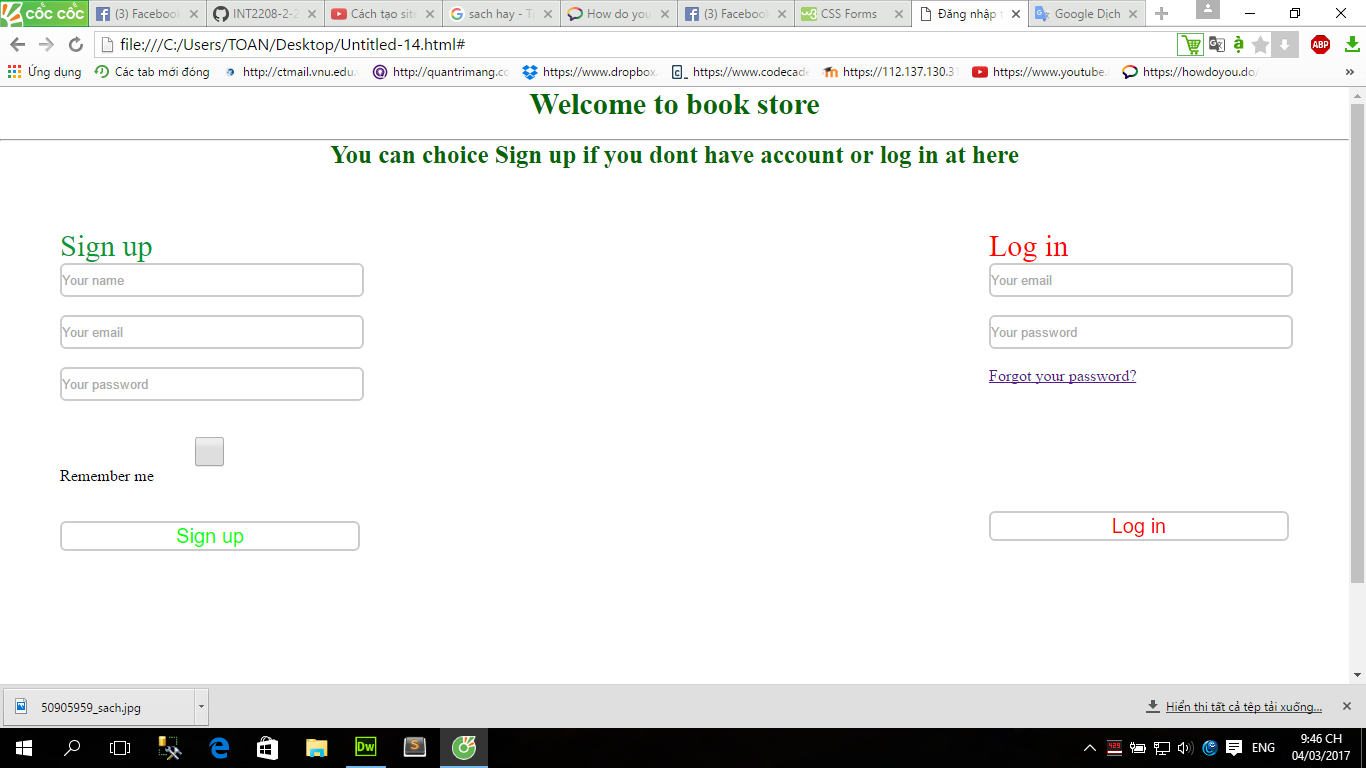 CỐC CỐC
(3) Facebook
INT2208-2-2
Cách tạo site
sach hay - T
How do you
(3) Facebook
CSS Forms
Đăng nhập t
Google Dịch
file:///C:/Users/TOAN/Desktop/Untitled-14.html#
ABP
Ứng dụng
Các tab mới đóng
http://ctmail.vnu.edu.
http://quantrimang.co
https://www.dropbox.
https://www.codecade
https://112.137.130.3
https://www.youtube.
https://howdoyou.do/
Welcome to book store
You can choice Sign up if you dont have account or log in at here
Sign up
Your name
Your email
Your password
Remember me
Sign up
Log in
Your email
Your password
Forgot your password?
Log in
50905959_sach.jpg
Hiển thị tất cả tệp tải xuống...
Dw
S
ENG
9:46 CH
04/03/2017